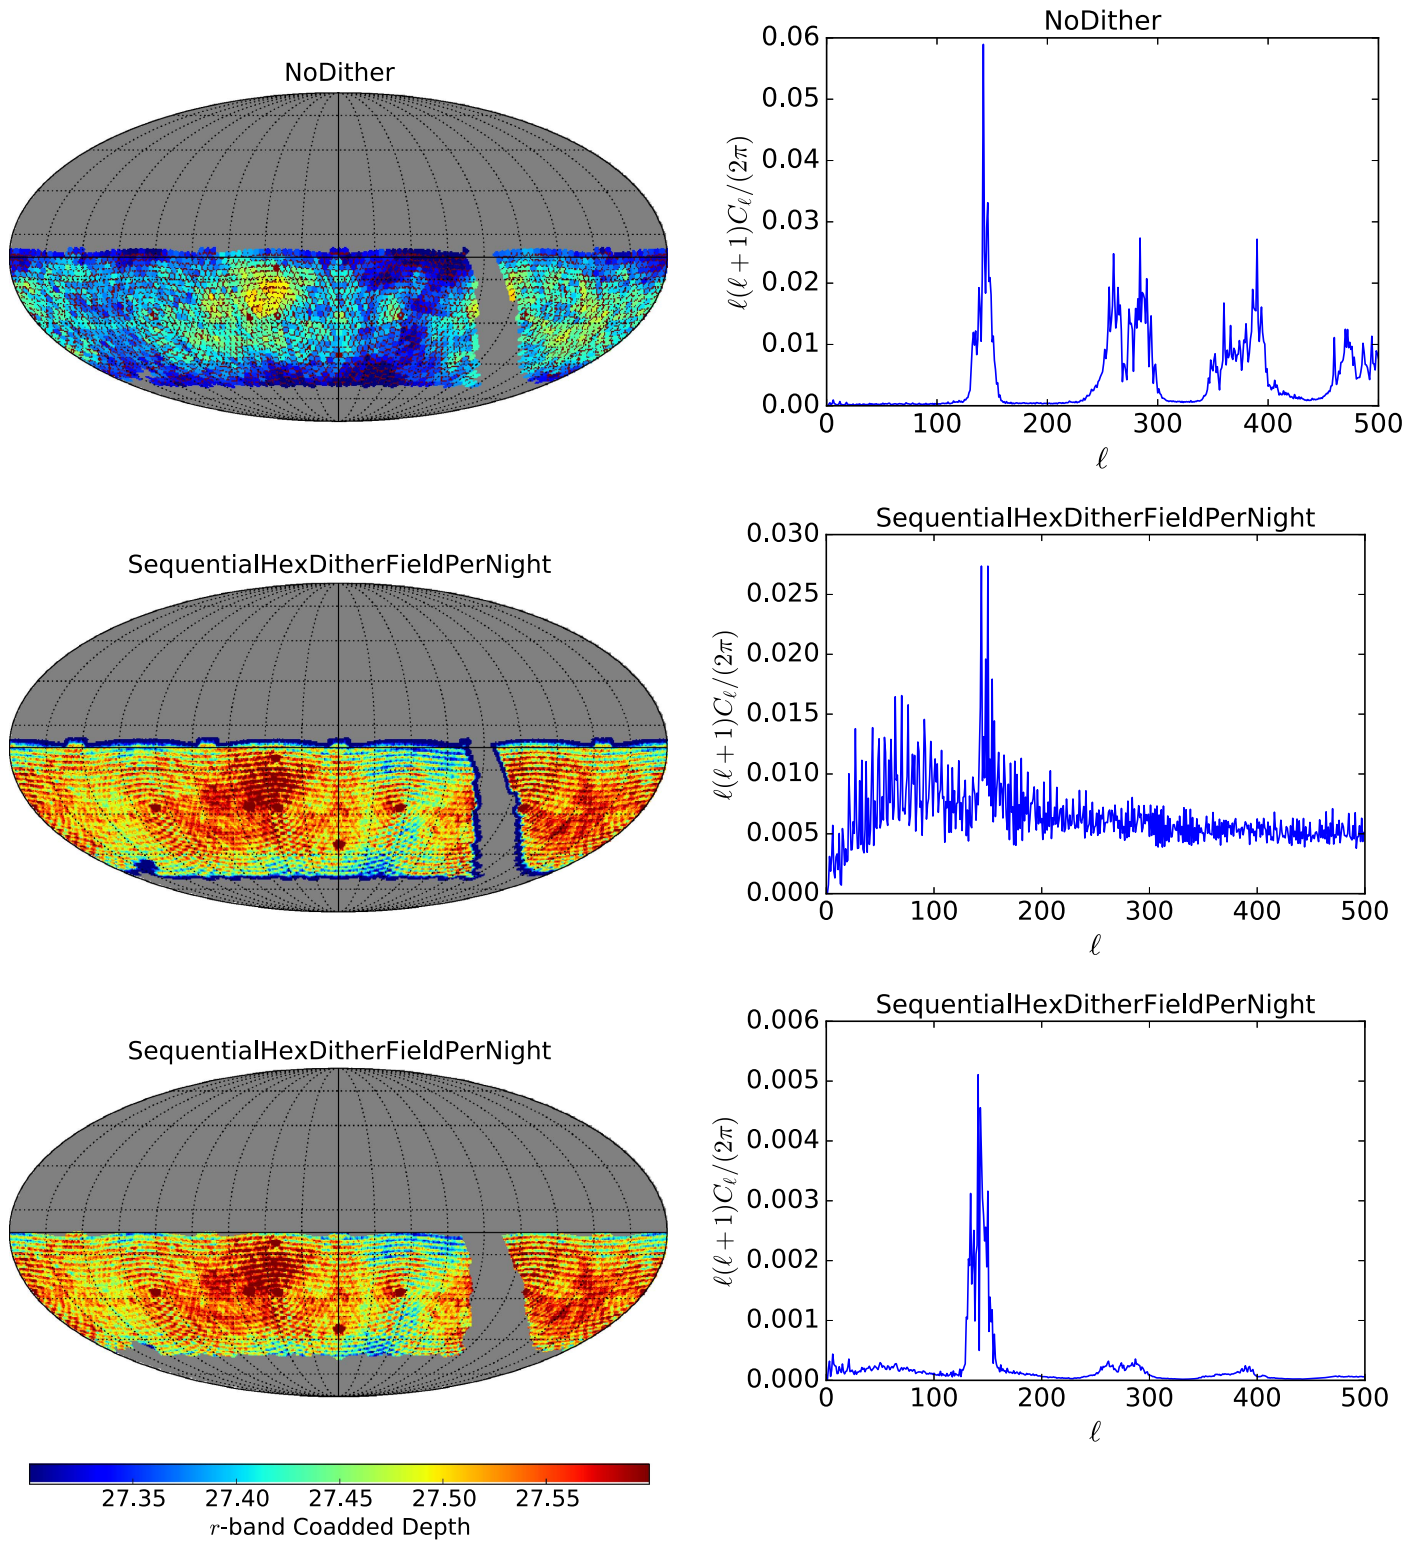 NoDither
NoDither
0.06
0.05
0.04
0.03
0.02
0.01
0.00
ℓ(ℓ + 1)C_ℓ/(2π)
0 100 200 300 400 500
ℓ
SequentialHexDitherFieldPerNight
SequentialHexDitherFieldPerNight
0.030
0.025
0.020
0.015
0.010
0.005
0.000
ℓ(ℓ + 1)C_ℓ/(2π)
0 100 200 300 400 500
ℓ
SequentialHexDitherFieldPerNight
SequentialHexDitherFieldPerNight
0.006
0.005
0.004
0.003
0.002
0.001
0.000
ℓ(ℓ + 1)C_ℓ/(2π)
0 100 200 300 400 500
ℓ
27.35 27.40 27.45 27.50 27.55
r-band Coadded Depth